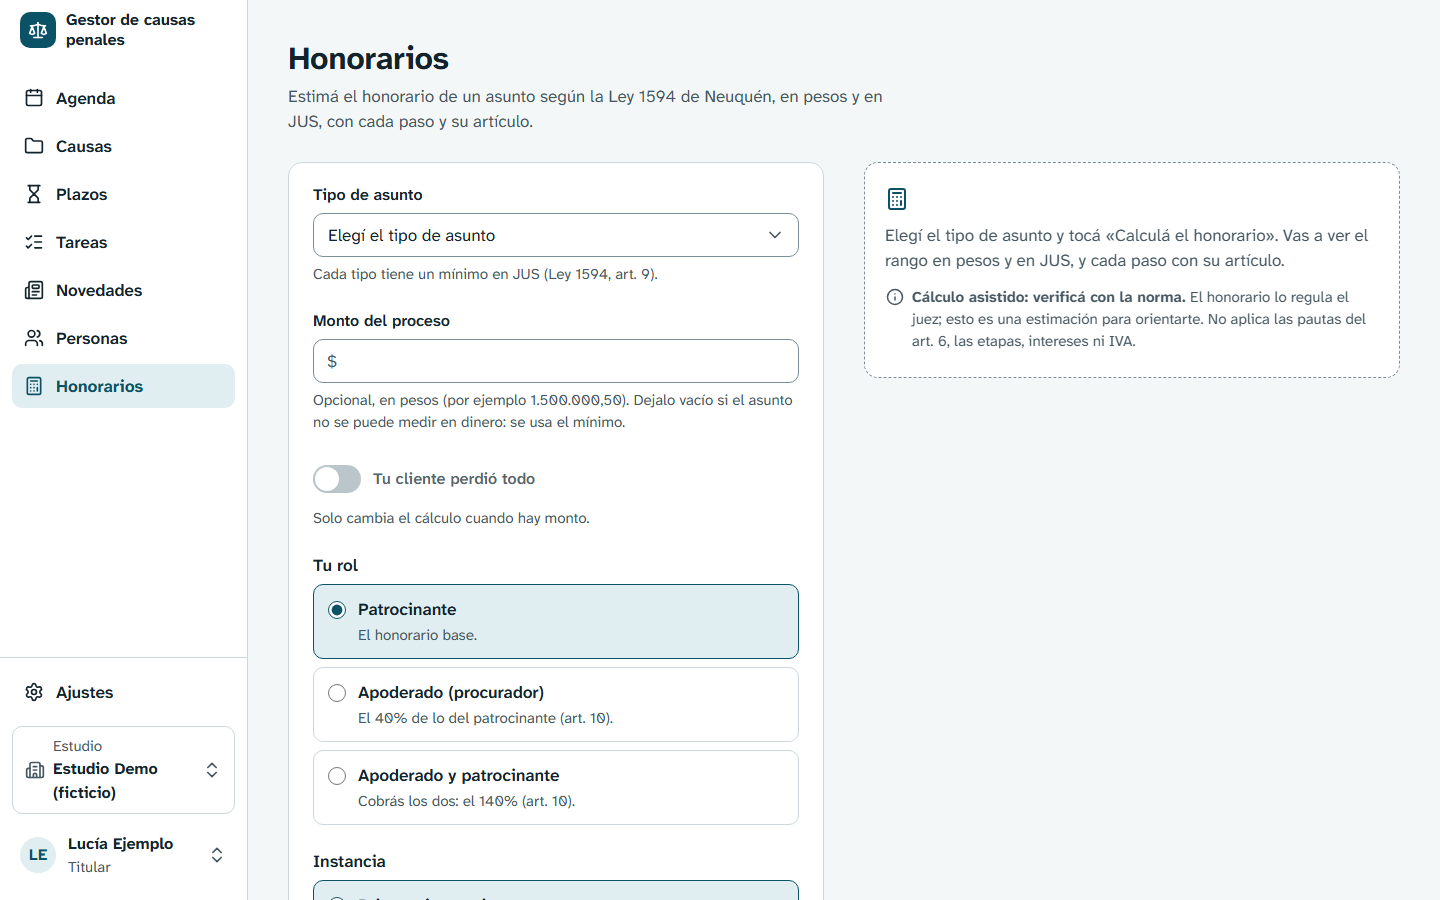 Gestor de causas
penales
Agenda
Causas
Plazos
Tareas
Novedades
Personas
Honorarios
Ajustes
Estudio
Estudio Demo
(ficticio)
LE
Lucía Ejemplo
Titular
Honorarios
Estimá el honorario de un asunto según la Ley 1594 de Neuquén, en pesos y en
JUS, con cada paso y su artículo.
Tipo de asunto
Elegí el tipo de asunto
Cada tipo tiene un mínimo en JUS (Ley 1594, art. 9).
Monto del proceso
$
Opcional, en pesos (por ejemplo 1.500.000,50). Dejalo vacío si el asunto
no se puede medir en dinero: se usa el mínimo.
Tu cliente perdió todo
Solo cambia el cálculo cuando hay monto.
Tu rol
Patrocinante
El honorario base.
Apoderado (procurador)
El 40% de lo del patrocinante (art. 10).
Apoderado y patrocinante
Cobrás los dos: el 140% (art. 10).
Instancia
Elegí el tipo de asunto y tocá «Calculá el honorario». Vas a ver el
rango en pesos y en JUS, y cada paso con su artículo.
Cálculo asistido: verificá con la norma. El honorario lo regula el
juez; esto es una estimación para orientarte. No aplica las pautas del
art. 6, las etapas, intereses ni IVA.